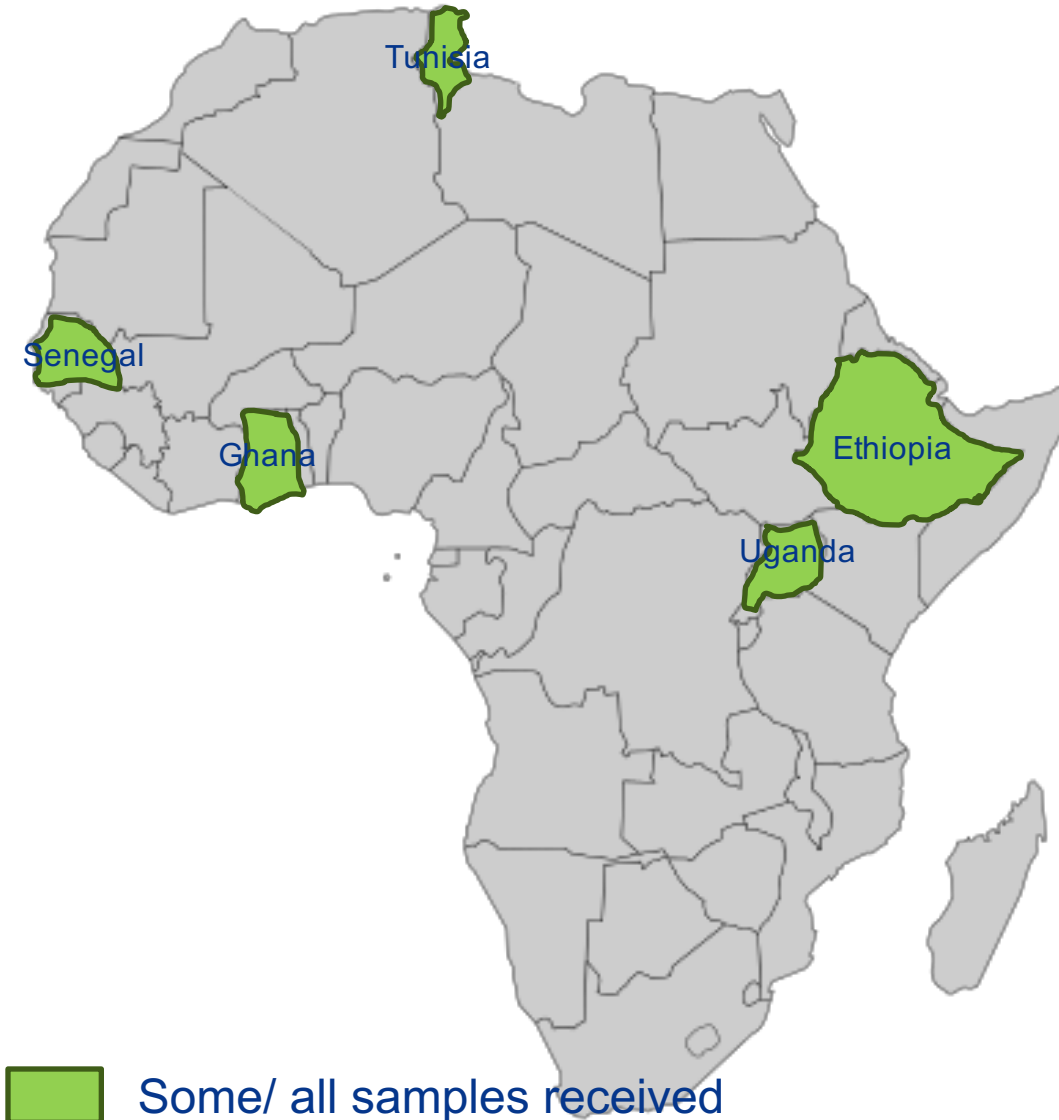 Tunisia
Senegal
Ghana
Ethiopia
Uganda
Some/ all samples received